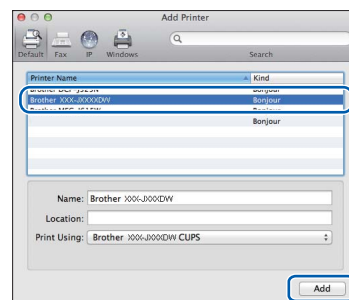 Add Printer
Default Fax IP Windows
Search
Printer Name Kind
Bonjour
Brother XXX-JXXXXDW Bonjour
Bonjour
Name: Brother XXX-JXXXDW
Location:
Print Using: Brother XXX-JXXXDW CUPS
Add